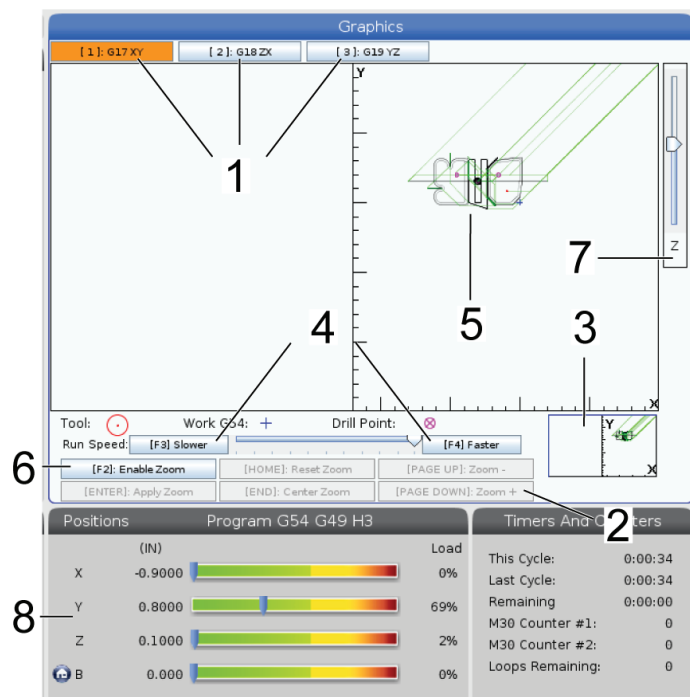 Graphics
[ 1 ]: G17 XY [ 2 ]: G18 ZX [ 3 ]: G19 YZ
Y
1
Z
7
5
4
3
X
Tool: Work G54: + Drill Point:
Y
X
Run Speed: [F3] Slower [F4] Faster
6
[F2]: Enable Zoom [HOME]: Reset Zoom [PAGE UP]: Zoom -
[ENTER]: Apply Zoom [END]: Center Zoom [PAGE DOWN]: Zoom +
2
Positions Program G54 G49 H3
(IN) Load
X -0.9000 0%
8
Y 0.8000 69%
Z 0.1000 2%
B 0.000 0%
Timers And Counters
This Cycle: 0:00:34
Last Cycle: 0:00:34
Remaining 0:00:00
M30 Counter #1: 0
M30 Counter #2: 0
Loops Remaining: 0